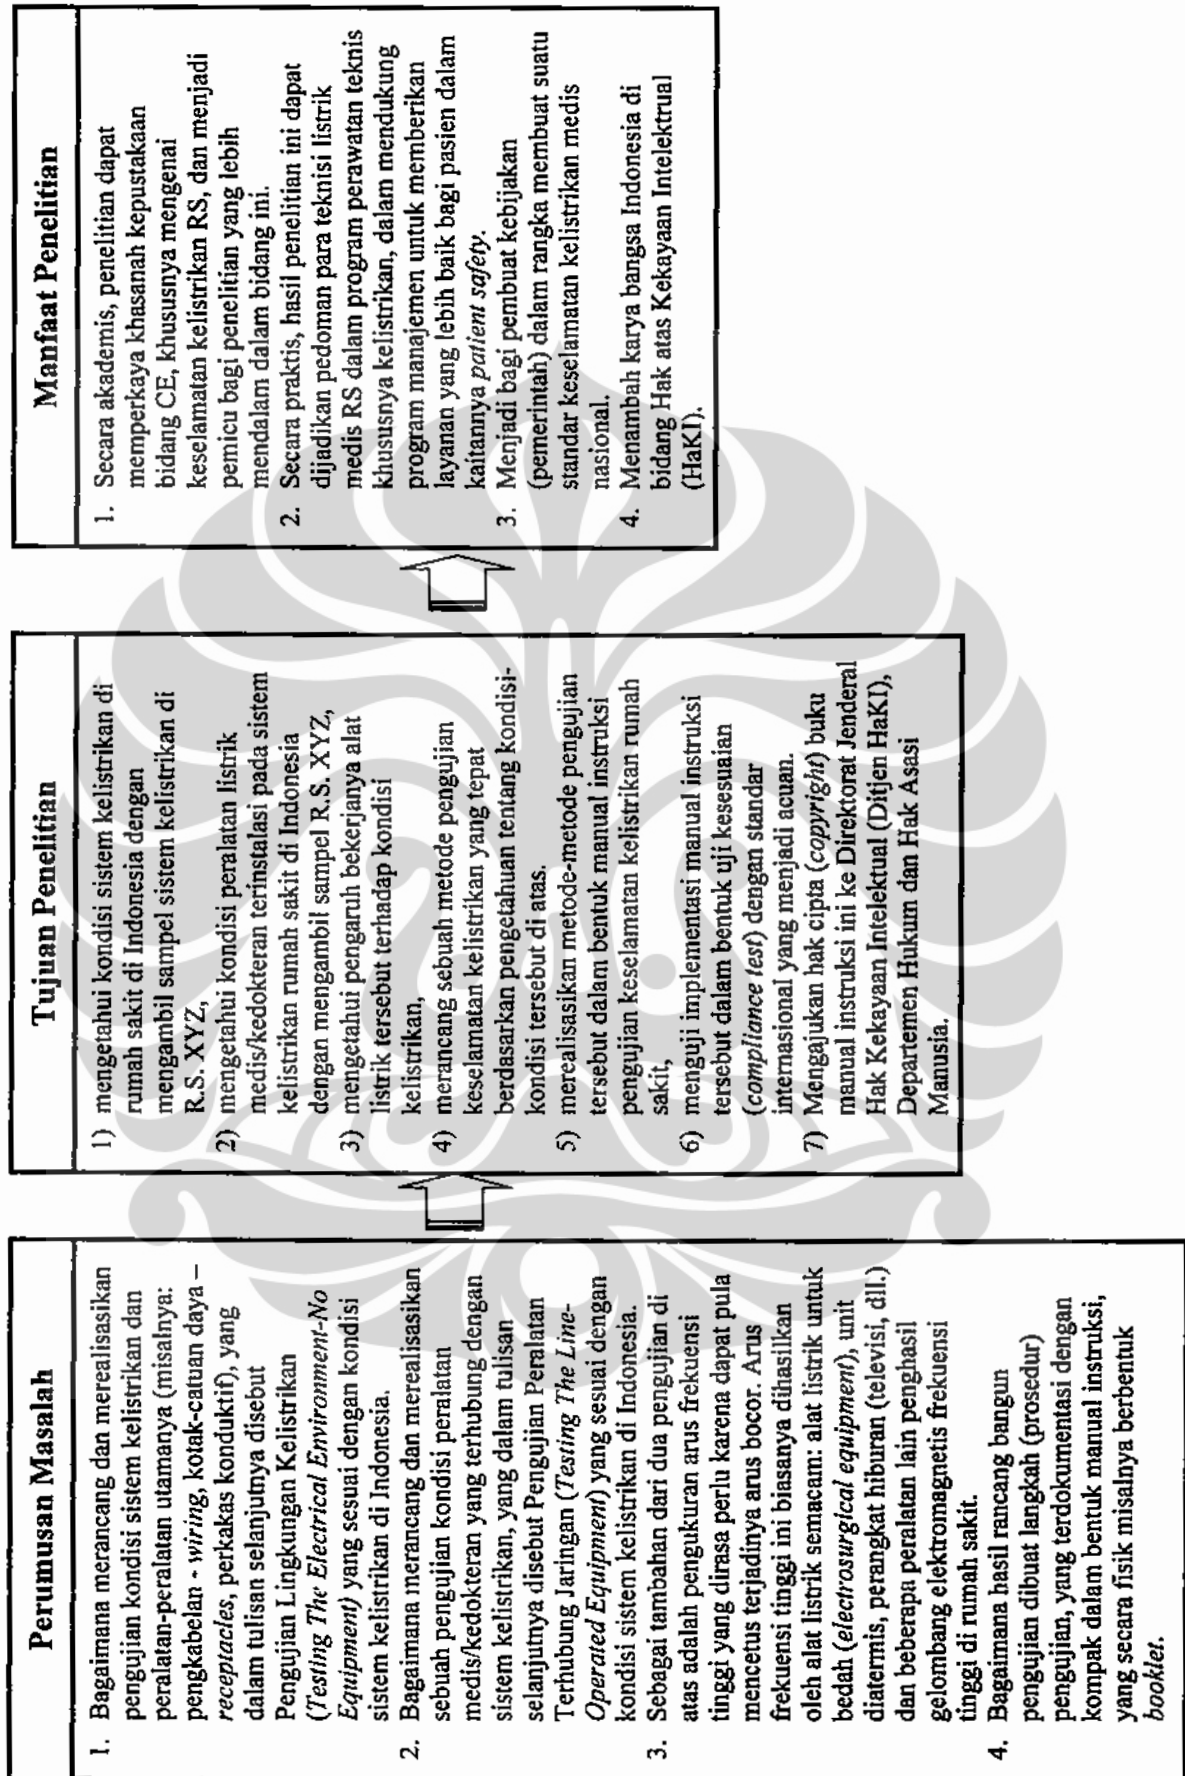 Perumusan Masalah
1. Bagaimana merancang dan merealisasikan
pengujian kondisi sistem kelistrikan dan
peralatan-peralatan utamanya (misalnya:
pengkabelan - wiring, kotak-catuan daya –
receptacles, perkakas konduktif), yang
dalam tulisan selanjutnya disebut
Pengujian Lingkungan Kelistrikan
(Testing The Electrical Environment-No
Equipment) yang sesuai dengan kondisi
sistem kelistrikan di Indonesia.
2. Bagaimana merancang dan merealisasikan
sebuah pengujian kondisi peralatan
medis/kedokteran yang terhubung dengan
sistem kelistrikan, yang dalam tulisan
selanjutnya disebut Pengujian Peralatan
Terhubung Jaringan (Testing The Line-
Operated Equipment) yang sesuai dengan
kondisi sistem kelistrikan di Indonesia.
3. Sebagai tambahan dari dua pengujian di
atas adalah pengukuran arus frekuensi
tinggi yang dirasa perlu karena dapat pula
mencetus terjadinya arus bocor. Arus
frekuensi tinggi ini biasanya dihasilkan
oleh alat listrik semacam: alat listrik untuk
bedah (electrosurgical equipment), unit
diatermis, perangkat hiburan (televisi, dll.)
dan beberapa peralatan lain penghasil
gelombang elektromagnetis frekuensi
tinggi di rumah sakit.
4. Bagaimana hasil rancang bangun
pengujian dibuat langkah (prosedur)
pengujian, yang terdokumentasi dengan
kompak dalam bentuk manual instruksi,
yang secara fisik misalnya berbentuk
booklet.
Tujuan Penelitian
1) mengetahui kondisi sistem kelistrikan di
rumah sakit di Indonesia dengan
mengambil sampel sistem kelistrikan di
R.S. XYZ,
2) mengetahui kondisi peralatan listrik
medis/kedokteran terinstalasi pada sistem
kelistrikan rumah sakit di Indonesia
dengan mengambil sampel R.S. XYZ,
3) mengetahui pengaruh bekerjanya alat
listrik tersebut terhadap kondisi
kelistrikan,
4) merancang sebuah metode pengujian
keselamatan kelistrikan yang tepat
berdasarkan pengetahuan tentang kondisi-
kondisi tersebut di atas.
5) merealisasikan metode-metode pengujian
tersebut dalam bentuk manual instruksi
pengujian keselamatan kelistrikan rumah
sakit,
6) menguji implementasi manual instruksi
tersebut dalam bentuk uji kesesuaian
(compliance test) dengan standar
internasional yang menjadi acuan.
7) Mengajukan hak cipta (copyright) buku
manual instruksi ini ke Direktorat Jenderal
Hak Kekayaan Intelektual (Ditjen HaKI),
Departemen Hukum dan Hak Asasi
Manusia.
Manfaat Penelitian
1. Secara akademis, penelitian dapat
memperkaya khasanah kepustakaan
bidang CE, khususnya mengenai
keselamatan kelistrikan RS, dan menjadi
pemicu bagi penelitian yang lebih
mendalam dalam bidang ini.
2. Secara praktis, hasil penelitian ini dapat
dijadikan pedoman para teknisi listrik
medis RS dalam program perawatan teknis
khususnya kelistrikan, dalam mendukung
program manajemen untuk memberikan
layanan yang lebih baik bagi pasien dalam
kaitannya patient safety.
3. Menjadi bagi pembuat kebijakan
(pemerintah) dalam rangka membuat suatu
standar keselamatan kelistrikan medis
nasional.
4. Menambah karya bangsa Indonesia di
bidang Hak atas Kekayaan Intelektrual
(HaKI).